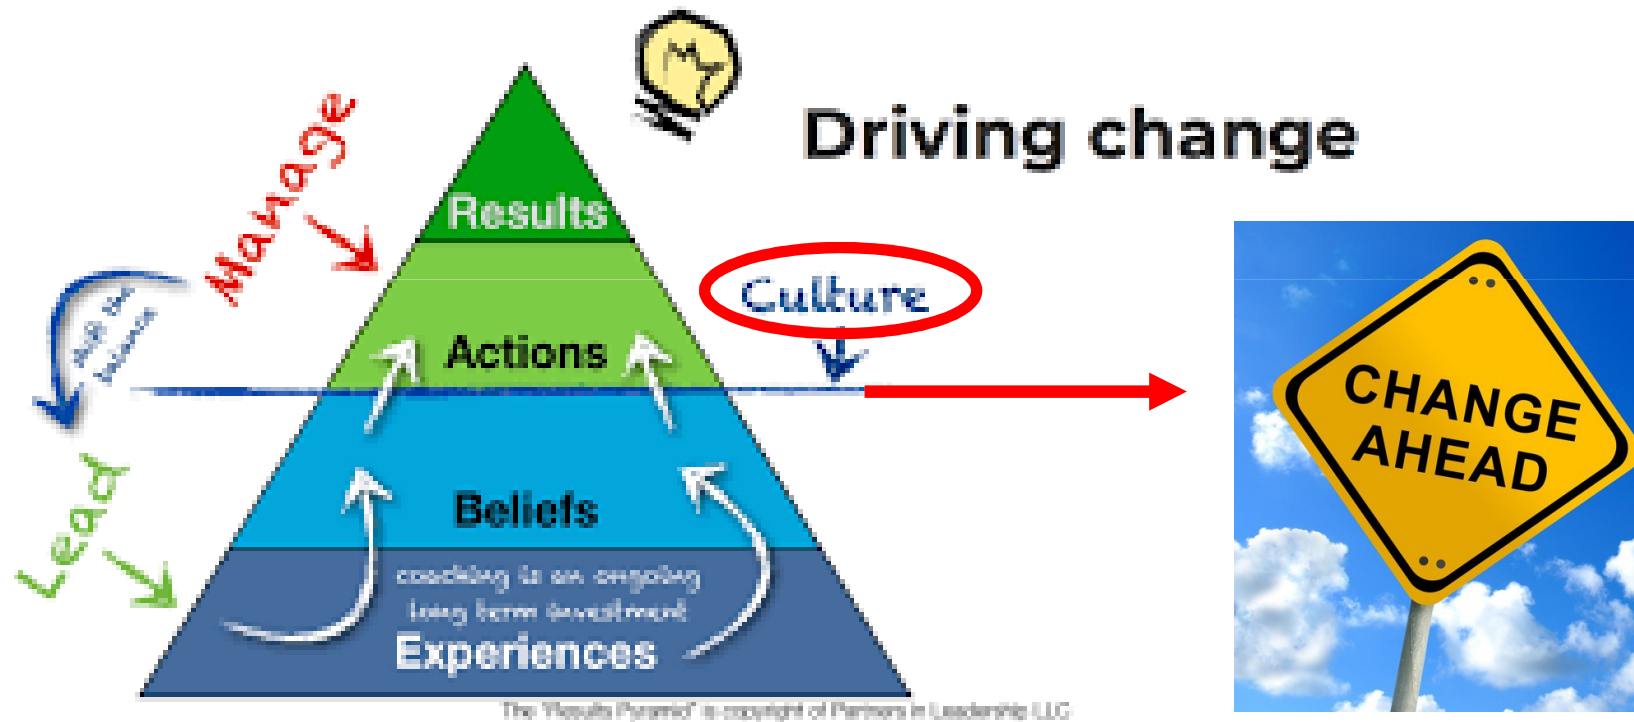 Driving change
Manage
Results
Culture
Actions
Lead
Beliefs
coaching is an ongoing
long term investment
Experiences
CHANGE
AHEAD
The "Results Pyramid" is copyright of Partners in Leadership LLC